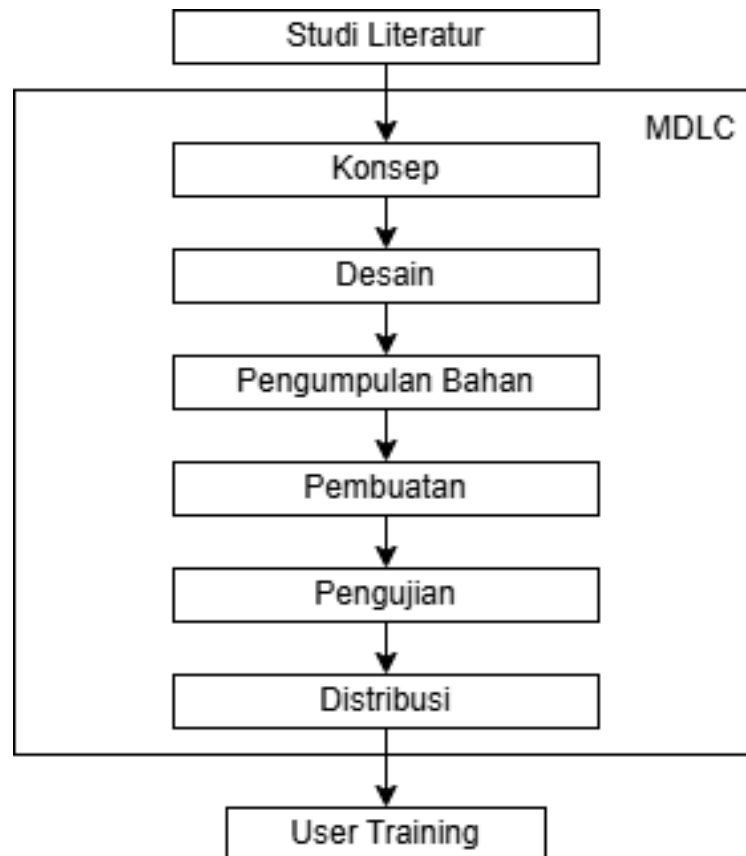 Studi Literatur
MDLC
Konsep
Desain
Pengumpulan Bahan
Pembuatan
Pengujian
Distribusi
User Training